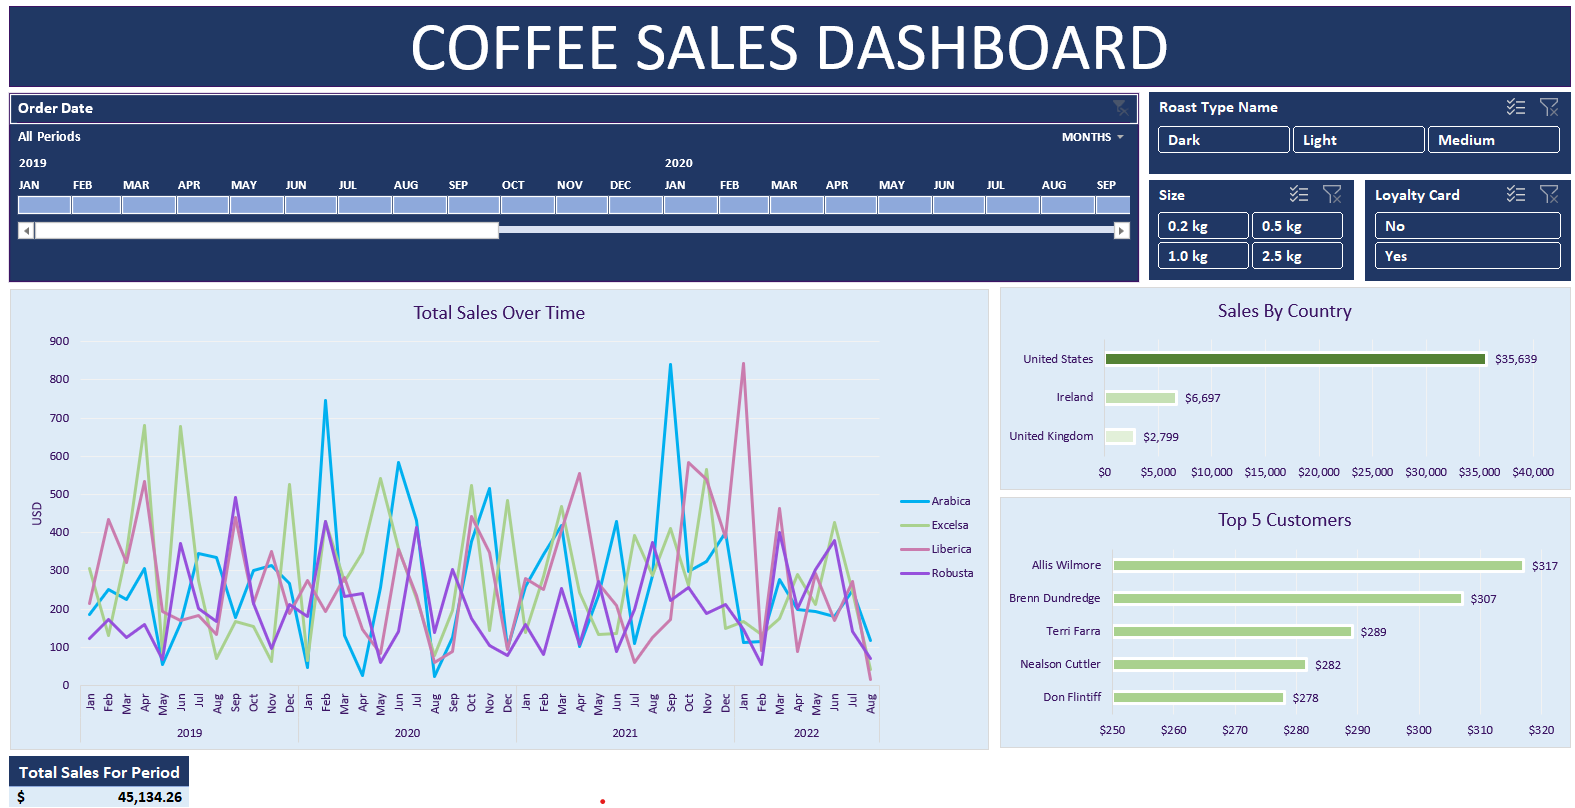 COFFEE SALES DASHBOARD
Order Date
All Periods
MONTHS
2019 2020
JAN FEB MAR APR MAY JUN JUL AUG SEP OCT NOV DEC JAN FEB MAR APR MAY JUN JUL AUG SEP
Roast Type Name
Dark Light Medium
Size
0.2 kg 0.5 kg
1.0 kg 2.5 kg
Loyalty Card
No
Yes
Total Sales Over Time
900
800
700
600
500
400
300
200
100
0
USD
Jan Feb Mar Apr May Jun Jul Aug Sep Oct Nov Dec Jan Feb Mar Apr May Jun Jul Aug Sep Oct Nov Dec Jan Feb Mar Apr May Jun Jul Aug Sep Oct Nov Dec Jan Feb Mar Apr May Jun Jul Aug
2019 2020 2021 2022
Arabica
Excelsa
Liberica
Robusta
Sales By Country
United States $35,639
Ireland $6,697
United Kingdom $2,799
$0 $5,000 $10,000 $15,000 $20,000 $25,000 $30,000 $35,000 $40,000
Top 5 Customers
Allis Wilmore $317
Brenn Dundredge $307
Terri Farra $289
Nealson Cuttler $282
Don Flintiff $278
$250 $260 $270 $280 $290 $300 $310 $320
Total Sales For Period
$ 45,134.26